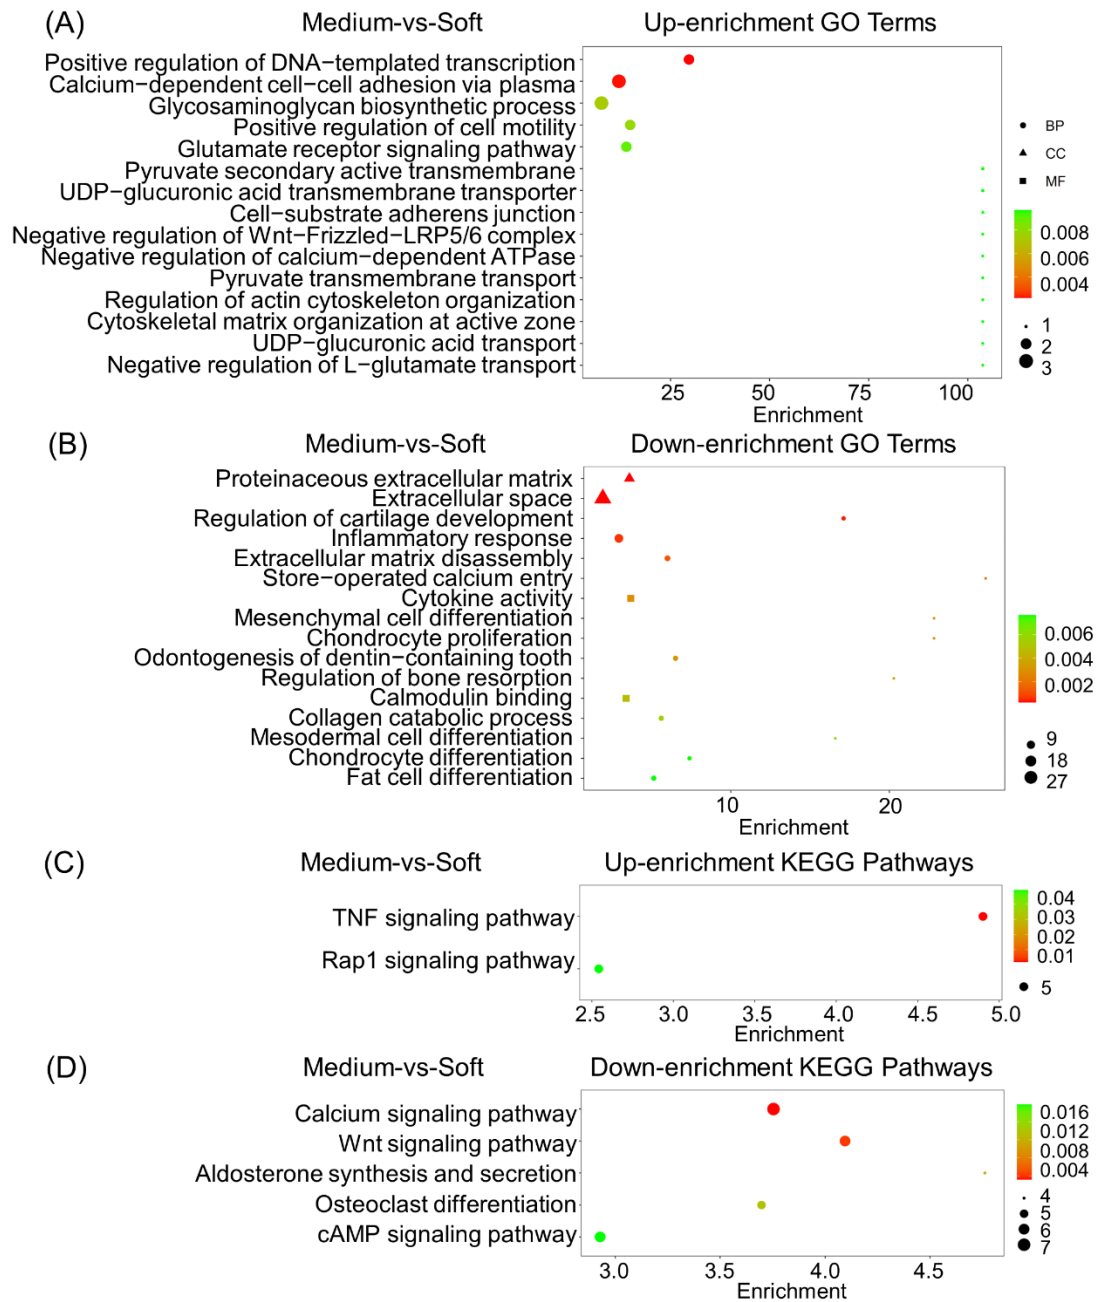 (A)
Medium-vs-Soft
Up-enrichment GO Terms
Positive regulation of DNA−templated transcription
Calcium−dependent cell−cell adhesion via plasma
Glycosaminoglycan biosynthetic process
Positive regulation of cell motility
Glutamate receptor signaling pathway
Pyruvate secondary active transmembrane
UDP−glucuronic acid transmembrane transporter
Cell−substrate adherens junction
Negative regulation of Wnt−Frizzled−LRP5/6 complex
Negative regulation of calcium−dependent ATPase
Pyruvate transmembrane transport
Regulation of actin cytoskeleton organization
Cytoskeletal matrix organization at active zone
UDP−glucuronic acid transport
Negative regulation of L−glutamate transport
BP
CC
MF
0.008
0.006
0.004
1
2
3
25 50 75 100
Enrichment
(B)
Medium-vs-Soft
Down-enrichment GO Terms
Proteinaceous extracellular matrix
Extracellular space
Regulation of cartilage development
Inflammatory response
Extracellular matrix disassembly
Store−operated calcium entry
Cytokine activity
Mesenchymal cell differentiation
Chondrocyte proliferation
Odontogenesis of dentin−containing tooth
Regulation of bone resorption
Calmodulin binding
Collagen catabolic process
Mesodermal cell differentiation
Chondrocyte differentiation
Fat cell differentiation
0.006
0.004
0.002
9
18
27
10 20
Enrichment
(C)
Medium-vs-Soft
Up-enrichment KEGG Pathways
TNF signaling pathway
Rap1 signaling pathway
0.04
0.03
0.02
0.01
5
2.5 3.0 3.5 4.0 4.5 5.0
Enrichment
(D)
Medium-vs-Soft
Down-enrichment KEGG Pathways
Calcium signaling pathway
Wnt signaling pathway
Aldosterone synthesis and secretion
Osteoclast differentiation
cAMP signaling pathway
0.016
0.012
0.008
0.004
4
5
6
7
3.0 3.5 4.0 4.5
Enrichment